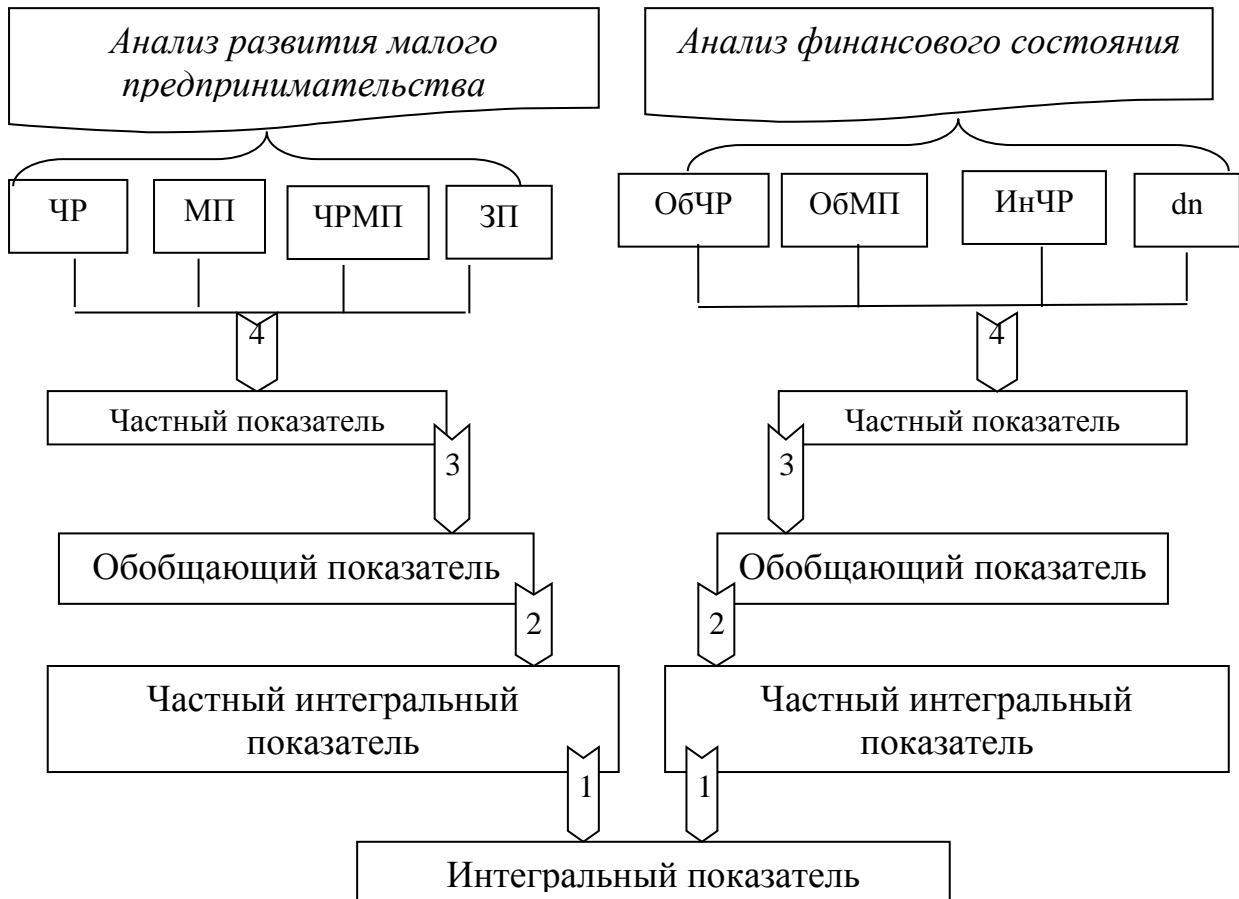 Анализ развития малого
предпринимательства
Анализ финансового состояния
ЧР
МП
ЧРМП
ЗП
ОбЧР
ОбМП
ИнЧР
dn
4
4
Частный показатель
Частный показатель
3
3
Обобщающий показатель
Обобщающий показатель
2
2
Частный интегральный
показатель
Частный интегральный
показатель
1
1
Интегральный показатель